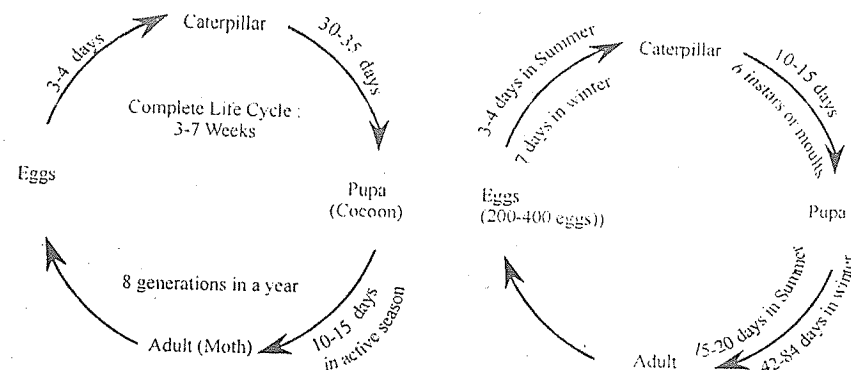 Caterpillar
3-4 days
30-35 days
Complete Life Cycle :
3-7 Weeks
Eggs
Pupa
(Cocoon)
8 generations in a year
10-15 days
in active season
Adult (Moth)
Caterpillar
3-4 days in Summer
7 days in winter
10-15 days
6 instars or moults
Eggs
(200-400 eggs))
Pupa
15-20 days in Summer
42-84 days in winter
Adult